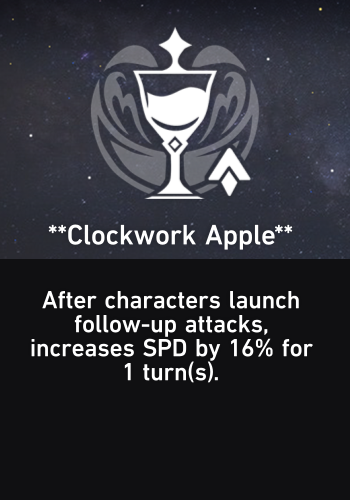 **Clockwork Apple**
After characters launch
follow-up attacks,
increases SPD by 16% for
1 turn(s).